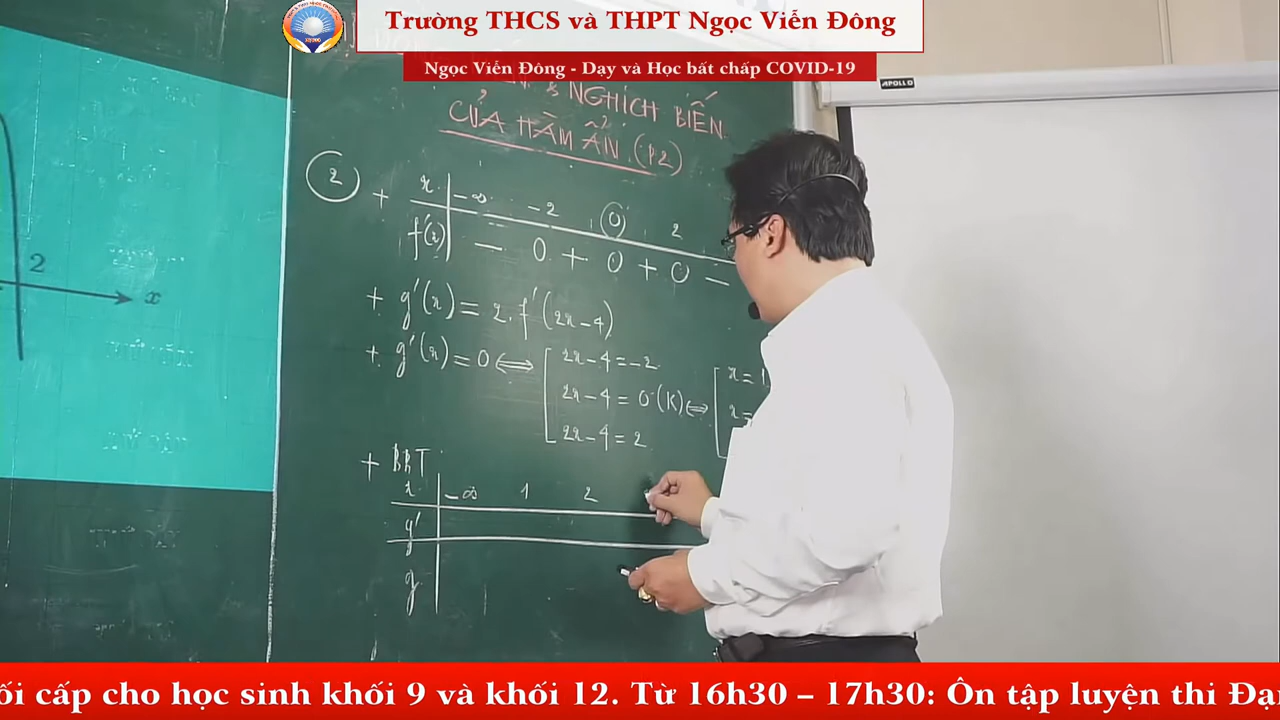 Trường THCS và THPT Ngọc Viễn Đông
Ngọc Viễn Đông - Dạy và Học bất chấp COVID-19
APOLLO
& NGHỊCH BIẾN
CỦA HÀM ẨN (P2)
2
+ x -∞ -2 0 2
f'(x) - 0 + 0 + 0 -
2
x
+ g'(x) = 2.f'(2x-4)
+ g'(x) = 0 ⇔ [ 2x-4 = -2
2x-4 = 0 (K) ⇔ [ x = 1
2x-4 = 2 x =
+ BBT
x -∞ 1 2
g'
g
ối cấp cho học sinh khối 9 và khối 12. Từ 16h30 – 17h30: Ôn tập luyện thi Đạ